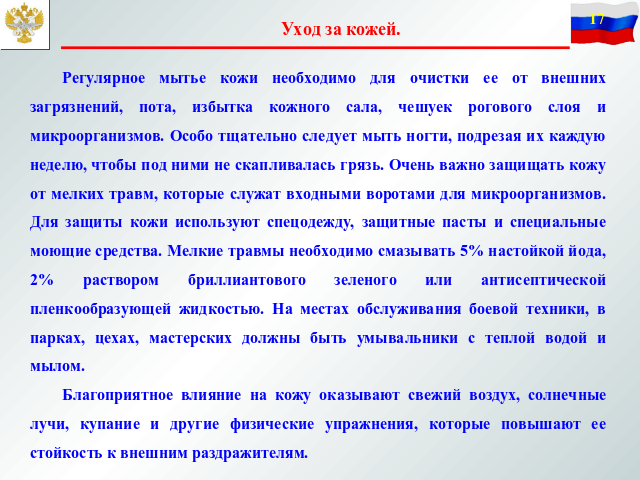 Уход за кожей.
17
Регулярное мытье кожи необходимо для очистки ее от внешних
загрязнений, пота, избытка кожного сала, чешуек рогового слоя и
микроорганизмов. Особо тщательно следует мыть ногти, подрезая их каждую
неделю, чтобы под ними не скапливалась грязь. Очень важно защищать кожу
от мелких травм, которые служат входными воротами для микроорганизмов.
Для защиты кожи используют спецодежду, защитные пасты и специальные
моющие средства. Мелкие травмы необходимо смазывать 5% настойкой йода,
2% раствором бриллиантового зеленого или антисептической
пленкообразующей жидкостью. На местах обслуживания боевой техники, в
парках, цехах, мастерских должны быть умывальники с теплой водой и
мылом.
Благоприятное влияние на кожу оказывают свежий воздух, солнечные
лучи, купание и другие физические упражнения, которые повышают ее
стойкость к внешним раздражителям.